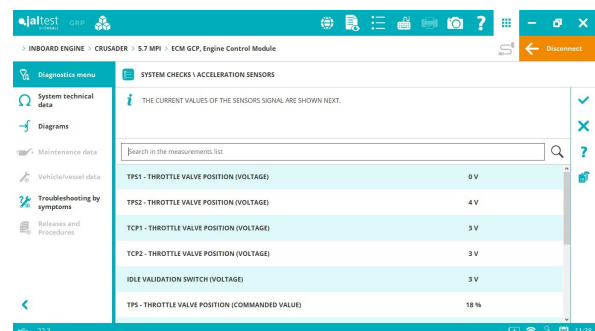 jaltest GRP
INBOARD ENGINE > CRUSADER > 5.7 MPI > ECM GCP, Engine Control Module
Disconnect
Diagnostics menu
SYSTEM CHECKS \ ACCELERATION SENSORS
System technical
data
THE CURRENT VALUES OF THE SENSORS SIGNAL ARE SHOWN NEXT.
Diagrams
Maintenance data
Search in the measurements list
Vehicle/vessel data
TPS1 - THROTTLE VALVE POSITION (VOLTAGE) 0 V
Troubleshooting by
symptoms
TPS2 - THROTTLE VALVE POSITION (VOLTAGE) 4 V
Releases and
Procedures
TCP1 - THROTTLE VALVE POSITION (VOLTAGE) 3 V
TCP2 - THROTTLE VALVE POSITION (VOLTAGE) 3 V
IDLE VALIDATION SWITCH (VOLTAGE) 3 V
TPS - THROTTLE VALVE POSITION (COMMANDED VALUE) 18 %